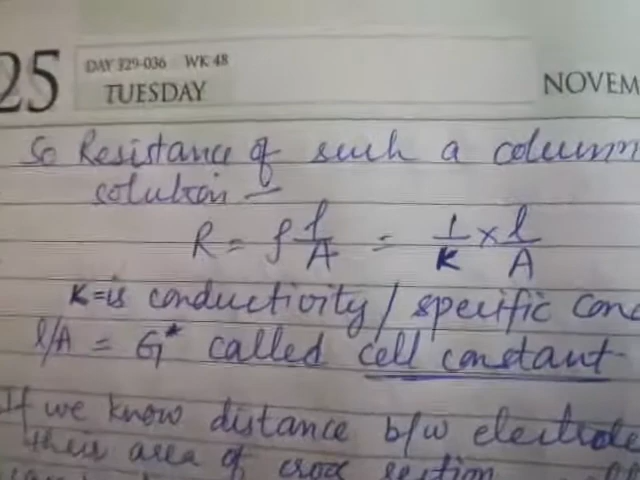 25
DAY 329-036 WK 48
TUESDAY
NOVEM
So Resistance of such a column
solution –
R = ρ l/A = 1/κ × l/A
κ = is conductivity / specific Conc
l/A = G* called cell constant
If we know distance b/w electrode
their area of cross section